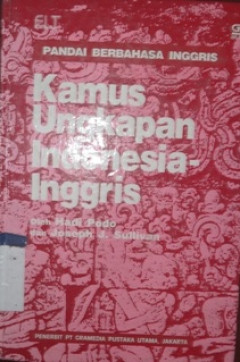 ELT
PANDAI BERBAHASA INGGRIS
Kamus
Ungkapan
Indonesia-
Inggris
oleh Hadi Podo
dan Joseph J. Sullivan
PENERBIT PT GRAMEDIA PUSTAKA UTAMA, JAKARTA